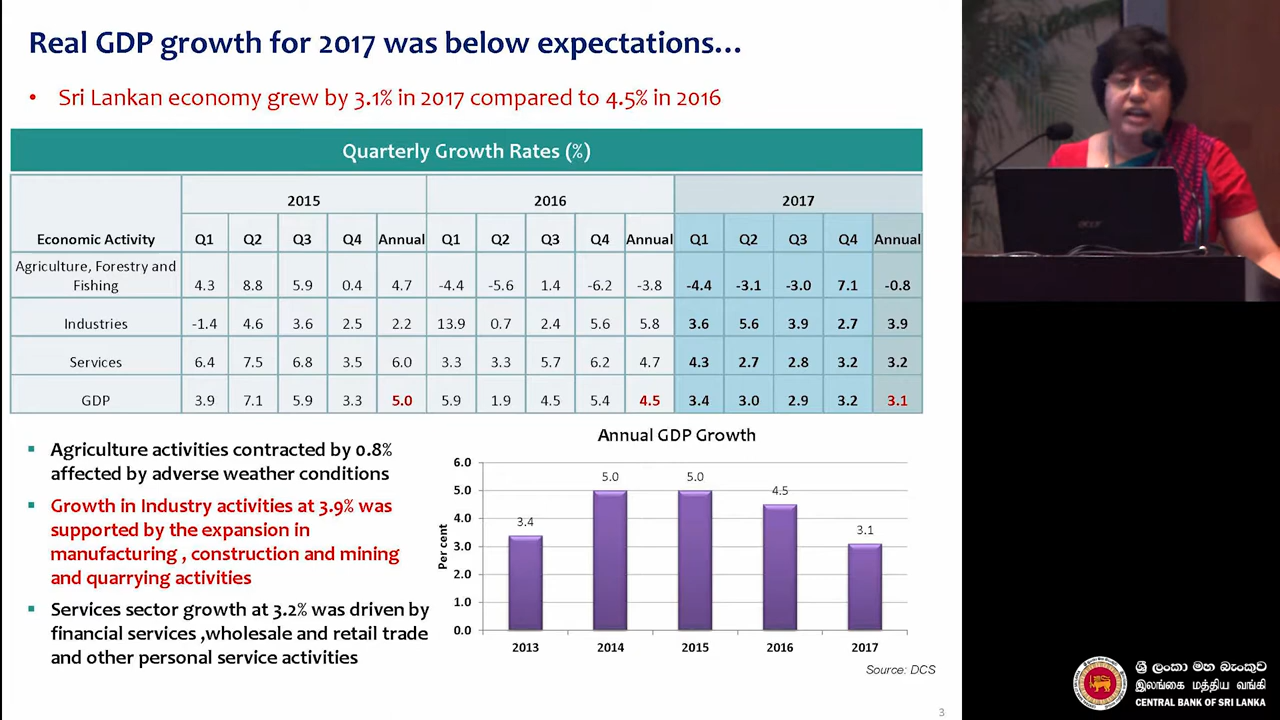 Real GDP growth for 2017 was below expectations...
• Sri Lankan economy grew by 3.1% in 2017 compared to 4.5% in 2016
Quarterly Growth Rates (%)
2015 2016 2017
Economic Activity Q1 Q2 Q3 Q4 Annual Q1 Q2 Q3 Q4 Annual Q1 Q2 Q3 Q4 Annual
Agriculture, Forestry and
Fishing 4.3 8.8 5.9 0.4 4.7 -4.4 -5.6 1.4 -6.2 -3.8 -4.4 -3.1 -3.0 7.1 -0.8
Industries -1.4 4.6 3.6 2.5 2.2 13.9 0.7 2.4 5.6 5.8 3.6 5.6 3.9 2.7 3.9
Services 6.4 7.5 6.8 3.5 6.0 3.3 3.3 5.7 6.2 4.7 4.3 2.7 2.8 3.2 3.2
GDP 3.9 7.1 5.9 3.3 5.0 5.9 1.9 4.5 5.4 4.5 3.4 3.0 2.9 3.2 3.1
Agriculture activities contracted by 0.8%
affected by adverse weather conditions
Growth in Industry activities at 3.9% was
supported by the expansion in
manufacturing , construction and mining
and quarrying activities
Services sector growth at 3.2% was driven by
financial services ,wholesale and retail trade
and other personal service activities
Annual GDP Growth
Per cent
6.0
5.0
4.0
3.0
2.0
1.0
0.0
3.4 5.0 5.0 4.5 3.1
2013 2014 2015 2016 2017
Source: DCS
3
acer
ශ්‍රී ලංකා මහ බැංකුව
இலங்கை மத்திய வங்கி
CENTRAL BANK OF SRI LANKA